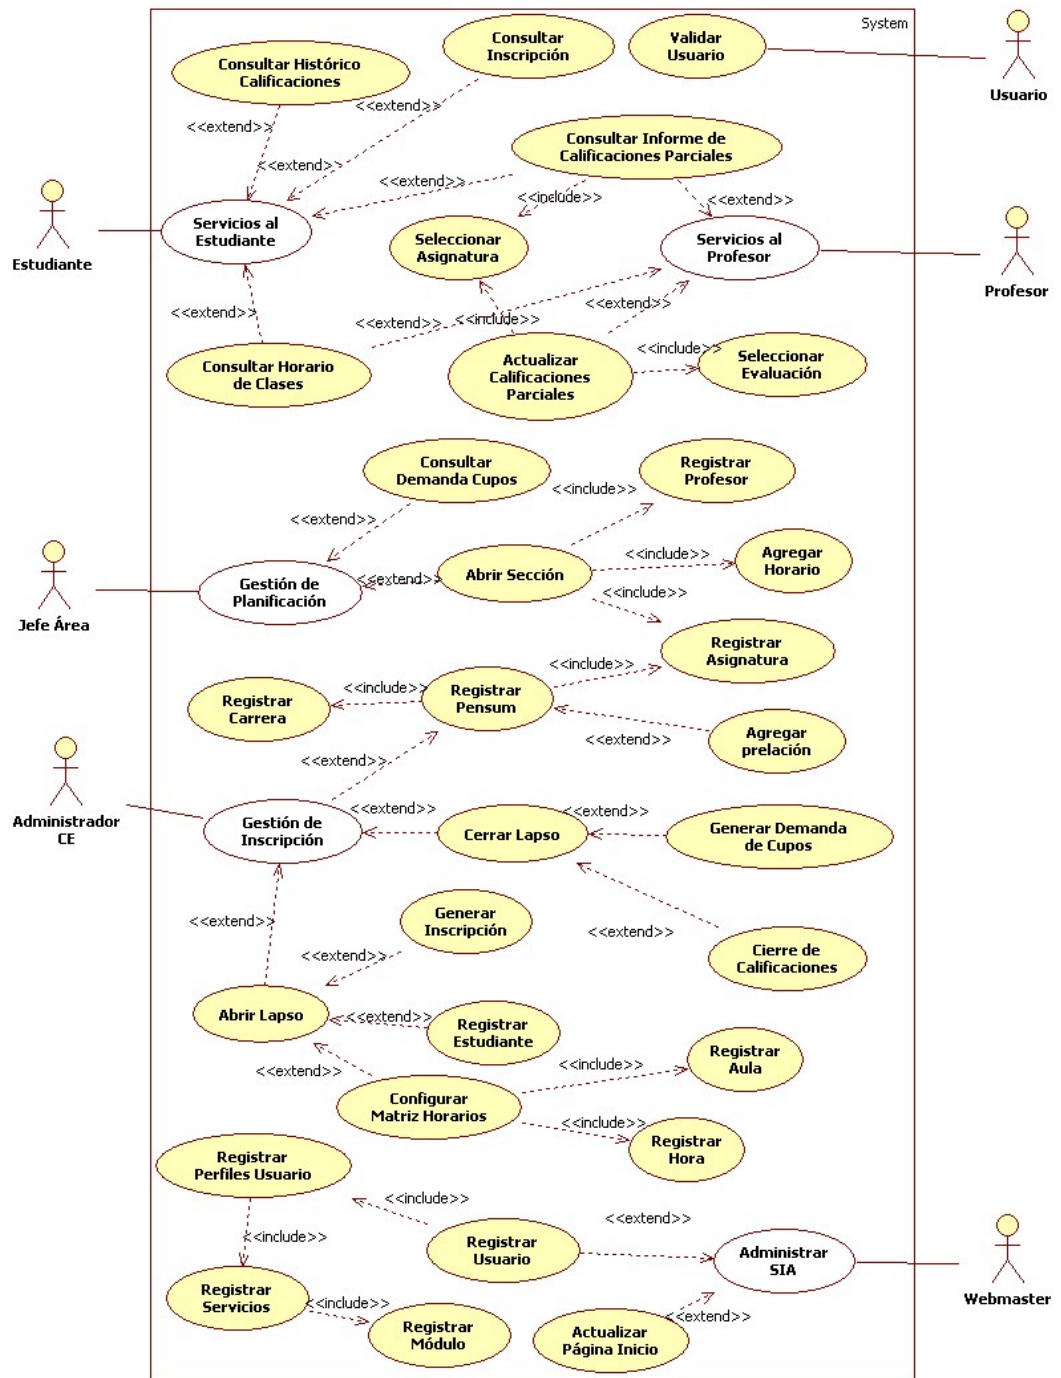 System
Consultar
Inscripción
Validar
Usuario
Consultar Histórico
Calificaciones
Usuario
<<extend>>
<<extend>>
Consultar Informe de
Calificaciones Parciales
<<extend>>
<<extend>>
<<include>>
<<extend>>
Estudiante
Servicios al
Estudiante
Seleccionar
Asignatura
Servicios al
Profesor
Profesor
<<extend>>
<<include>>
<<extend>>
<<extend>>
<<include>>
Consultar Horario
de Clases
Actualizar
Calificaciones
Parciales
Seleccionar
Evaluación
Consultar
Demanda Cupos
Registrar
Profesor
<<include>>
<<extend>>
Jefe Área
Gestión de
Planificación
<<extend>>
Abrir Sección
<<include>>
Agregar
Horario
<<include>>
Registrar
Asignatura
<<include>>
Registrar
Carrera
<<include>>
Registrar
Pensum
<<extend>>
Agregar
prelación
<<extend>>
Administrador
CE
Gestión de
Inscripción
<<extend>>
Cerrar Lapso
<<extend>>
Generar Demanda
de Cupos
<<extend>>
Generar
Inscripción
<<extend>>
<<extend>>
Cierre de
Calificaciones
Abrir Lapso
<<extend>>
Registrar
Estudiante
<<extend>>
<<include>>
Registrar
Aula
Configurar
Matriz Horarios
<<include>>
Registrar
Hora
Registrar
Perfiles Usuario
<<include>>
<<extend>>
<<include>>
Registrar
Usuario
Administrar
SIA
Webmaster
Registrar
Servicios
<<include>>
Registrar
Módulo
Actualizar
Página Inicio
<<extend>>